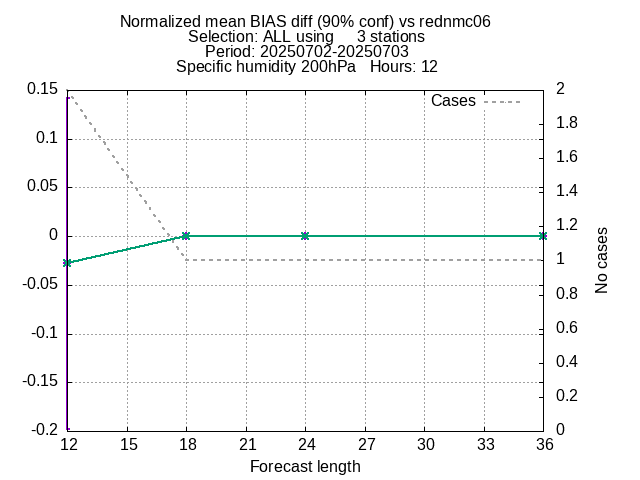 Normalized mean BIAS diff (90% conf) vs rednmc06
Selection: ALL using     3 stations
Period: 20250702-20250703
Specific humidity 200hPa   Hours: 12
Cases
0.15
0.1
0.05
0
-0.05
-0.1
-0.15
-0.2
2
1.8
1.6
1.4
1.2
1
0.8
0.6
0.4
0.2
0
No cases
12 15 18 21 24 27 30 33 36
Forecast length